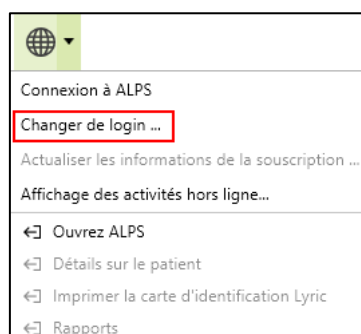 Connexion à ALPS
Changer de login ...
Actualiser les informations de la souscription ...
Affichage des activités hors ligne...
Ouvrez ALPS
Détails sur le patient
Imprimer la carte d'identification Lyric
Rapports